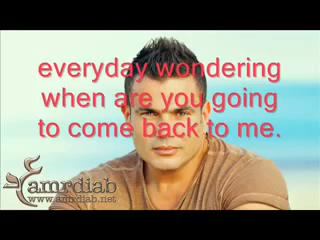 everyday wondering
when are you going
to come back to me.
amrdiab
www.amrdiab.net